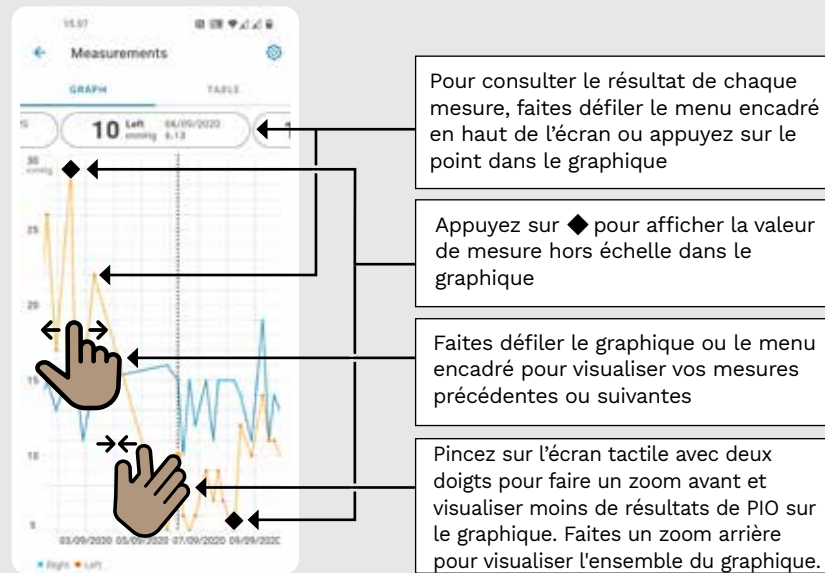 15.07
Measurements
GRAPH TABLE
10 Left 06/09/2020
mmHg 6.13
30
mmHg
25
20
15
10
5
03/09/2020 05/09/2020 07/09/2020 09/09/2020
Right Left
Pour consulter le résultat de chaque
mesure, faites défiler le menu encadré
en haut de l’écran ou appuyez sur le
point dans le graphique
Appuyez sur ◆ pour afficher la valeur
de mesure hors échelle dans le
graphique
Faites défiler le graphique ou le menu
encadré pour visualiser vos mesures
précédentes ou suivantes
Pincez sur l’écran tactile avec deux
doigts pour faire un zoom avant et
visualiser moins de résultats de PIO sur
le graphique. Faites un zoom arrière
pour visualiser l'ensemble du graphique.